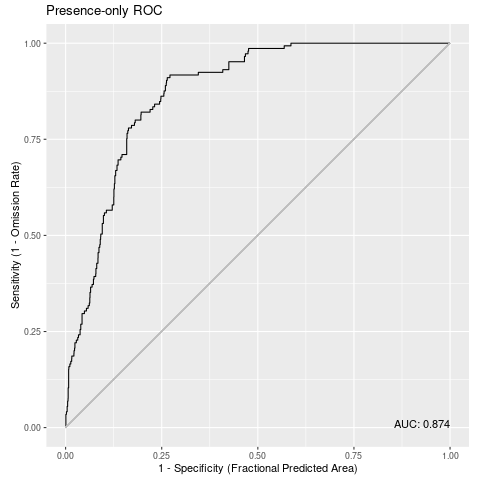 Presence-only ROC
1.00
0.75
0.50
0.25
0.00
Sensitivity (1 - Omission Rate)
AUC: 0.874
0.00 0.25 0.50 0.75 1.00
1 - Specificity (Fractional Predicted Area)